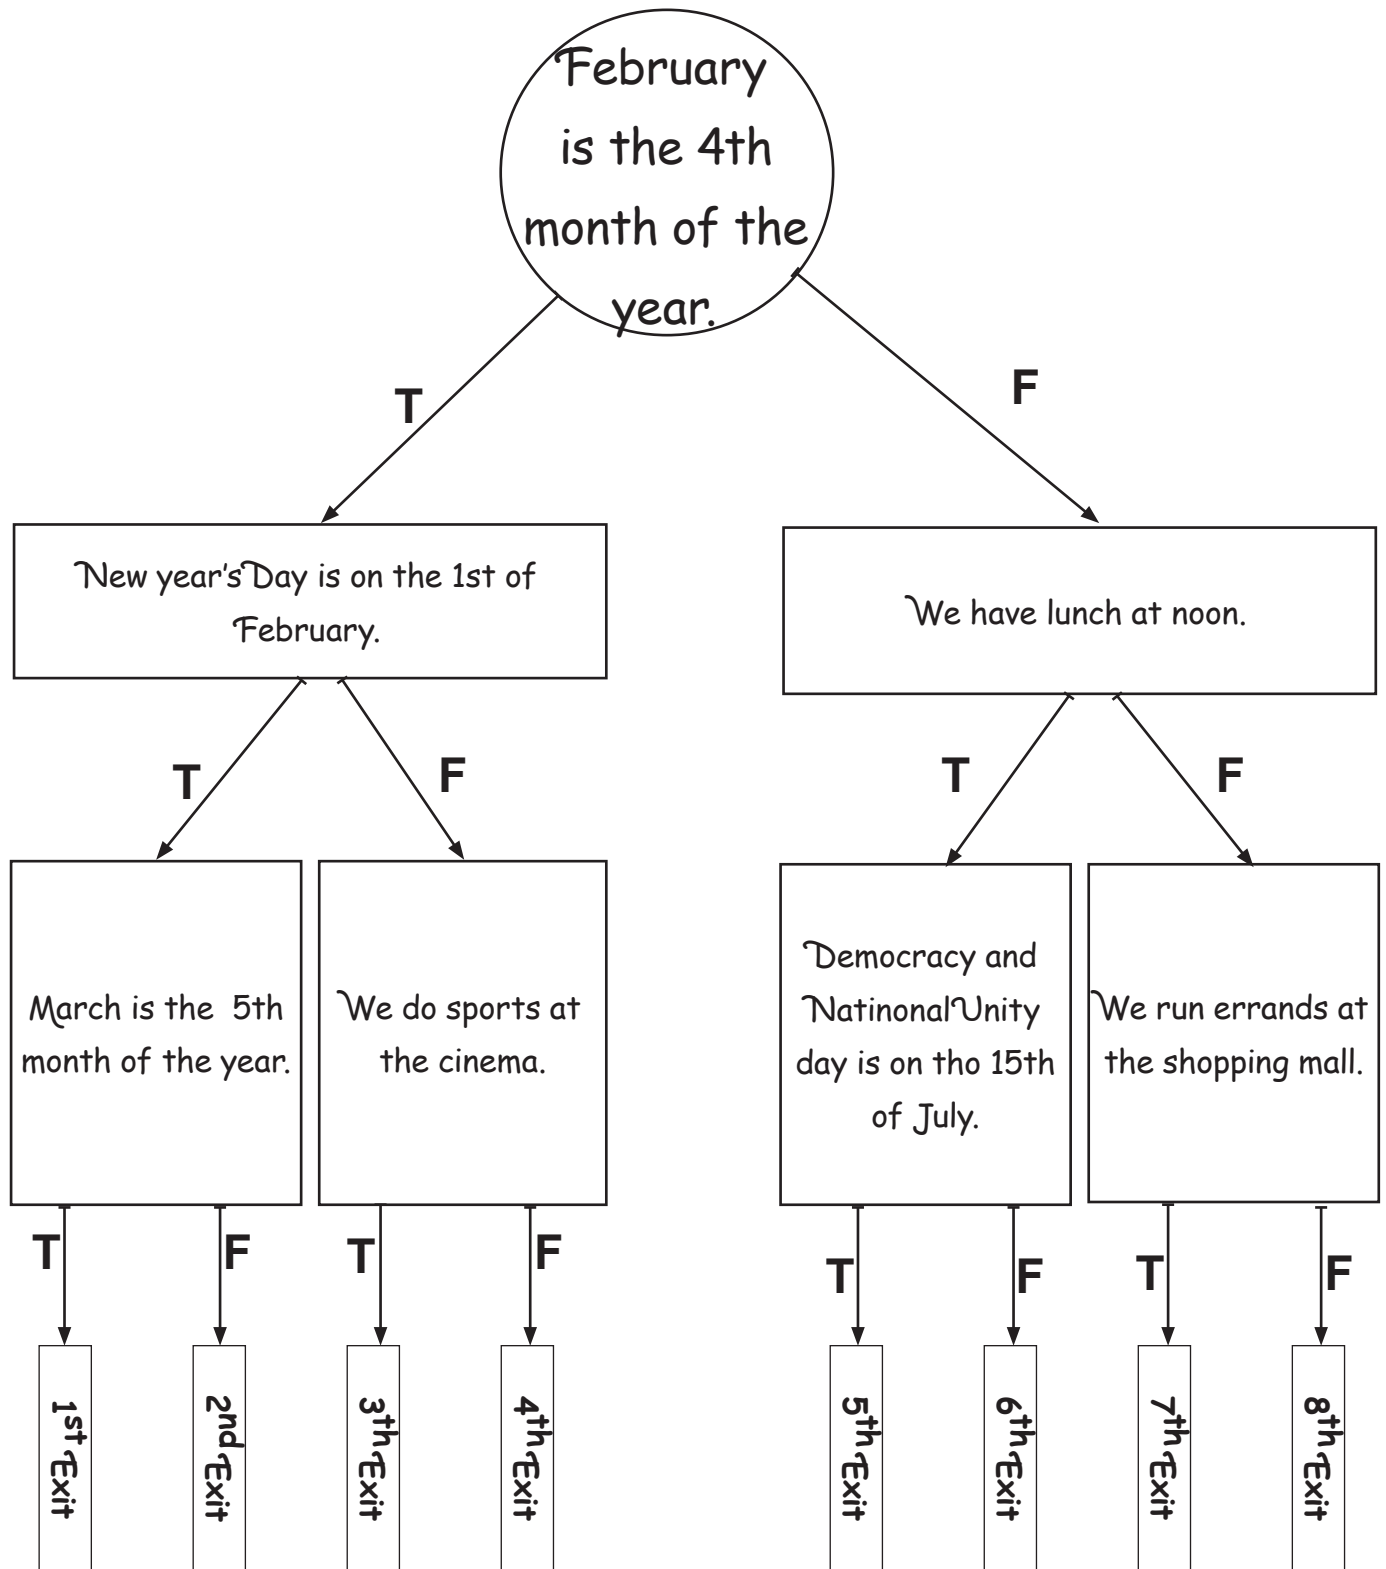 February
is the 4th
month of the
year.
T
F
New year's Day is on the 1st of
February.
We have lunch at noon.
T
F
T
F
March is the 5th
month of the year.
We do sports at
the cinema.
Democracy and
Natinonal Unity
day is on tho 15th
of July.
We run errands at
the shopping mall.
T
F
T
F
T
F
T
F
1st Exit
2nd Exit
3th Exit
4th Exit
5th Exit
6th Exit
7th Exit
8th Exit